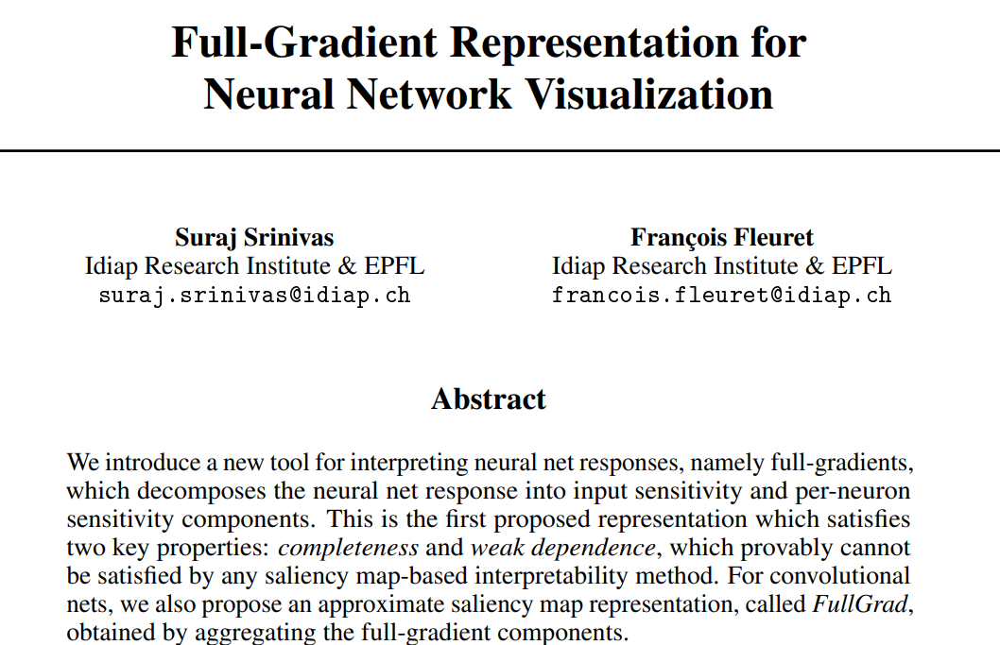 Full-Gradient Representation for
Neural Network Visualization
Suraj Srinivas
Idiap Research Institute & EPFL
suraj.srinivas@idiap.ch
François Fleuret
Idiap Research Institute & EPFL
francois.fleuret@idiap.ch
Abstract
We introduce a new tool for interpreting neural net responses, namely full-gradients,
which decomposes the neural net response into input sensitivity and per-neuron
sensitivity components. This is the first proposed representation which satisfies
two key properties: completeness and weak dependence, which provably cannot
be satisfied by any saliency map-based interpretability method. For convolutional
nets, we also propose an approximate saliency map representation, called FullGrad,
obtained by aggregating the full-gradient components.